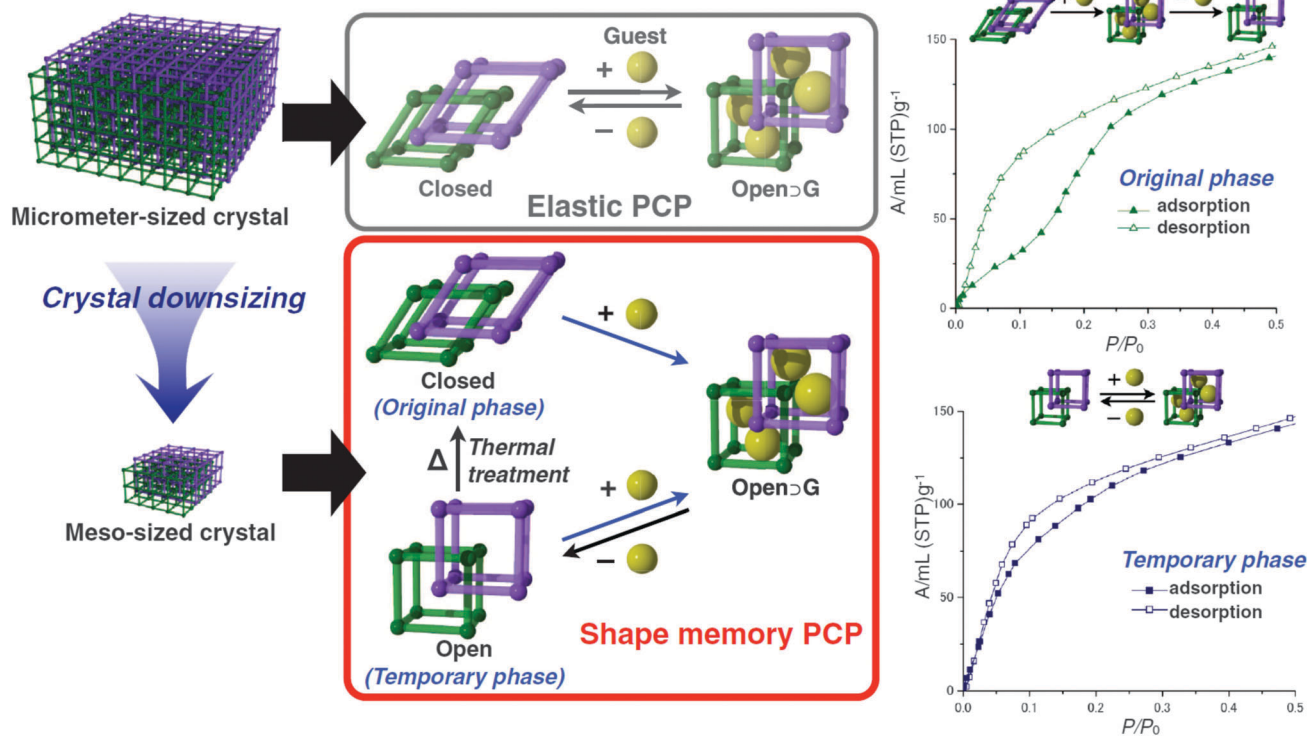 Micrometer-sized crystal
Crystal downsizing
Meso-sized crystal
Guest
+
−
Closed
Open⊃G
Elastic PCP
+
Closed
(Original phase)
Δ
Thermal
treatment
+
−
Open⊃G
Open
(Temporary phase)
Shape memory PCP
A/mL (STP)g-1
150
100
50
0
0.0 0.1 0.2 0.3 0.4 0.5
P/P0
Original phase
adsorption
desorption
+
−
A/mL (STP)g-1
150
100
50
0
0.0 0.1 0.2 0.3 0.4 0.5
P/P0
Temporary phase
adsorption
desorption